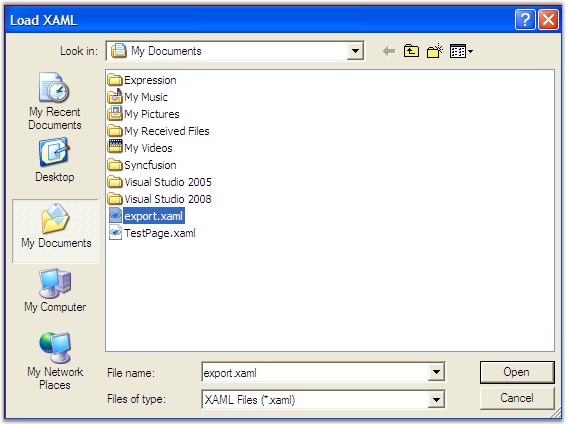 Load XAML
Look in: My Documents
Expression
My Music
My Pictures
My Received Files
My Videos
Syncfusion
Visual Studio 2005
Visual Studio 2008
export.xaml
TestPage.xaml
My Recent
Documents
Desktop
My Documents
My Computer
My Network
Places
File name: export.xaml Open
Files of type: XAML Files (*.xaml) Cancel